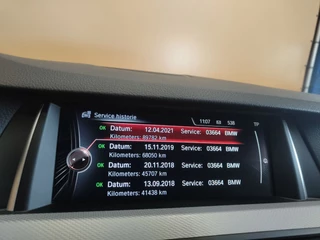 Service historie
1107 69 538
OK Datum: 12.04.2021 Service: 03664 BMW
Kilometers: 89782 km
OK Datum: 15.11.2019 Service: 03664 BMW
Kilometers: 68050 km
OK Datum: 20.11.2018 Service: 03664 BMW
Kilometers: 45707 km
OK Datum: 13.09.2018 Service: 03664 BMW
Kilometers: 41438 km